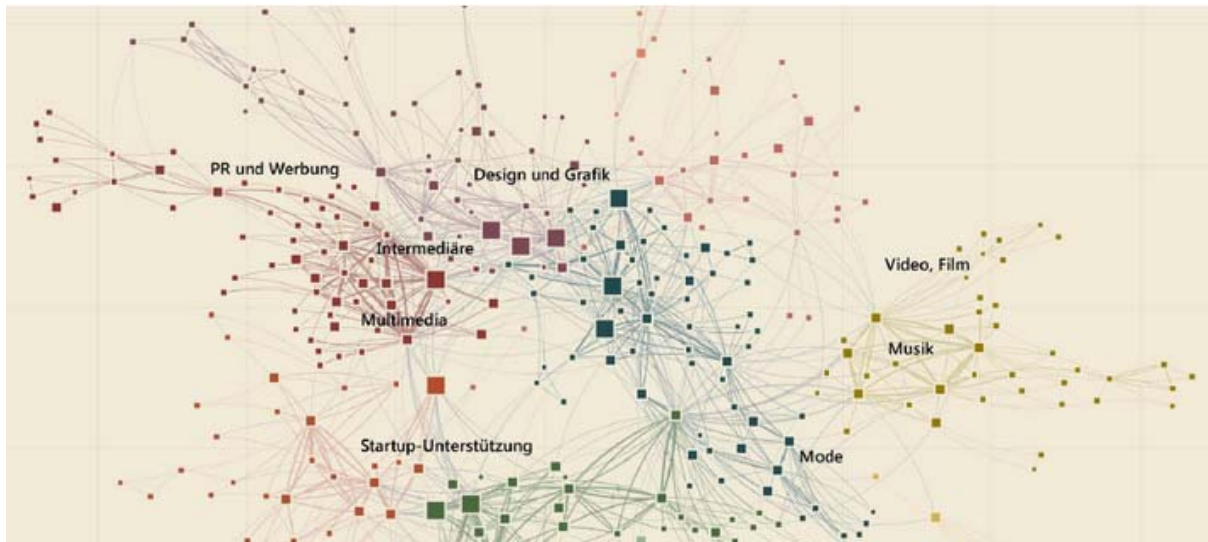 PR und Werbung
Design und Grafik
Intermediäre
Video, Film
Multimedia
Musik
Startup-Unterstützung
Mode